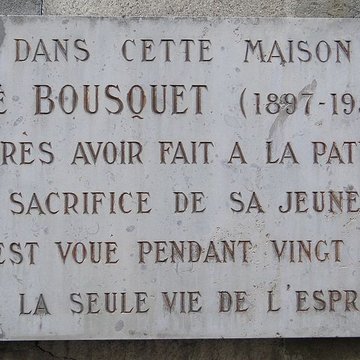 DANS CETTE MAISON
É BOUSQUET (1897-19
RÈS AVOIR FAIT A LA PAT
SACRIFICE DE SA JEUNE
EST VOUE PENDANT VINGT
LA SEULE VIE DE L'ESPR